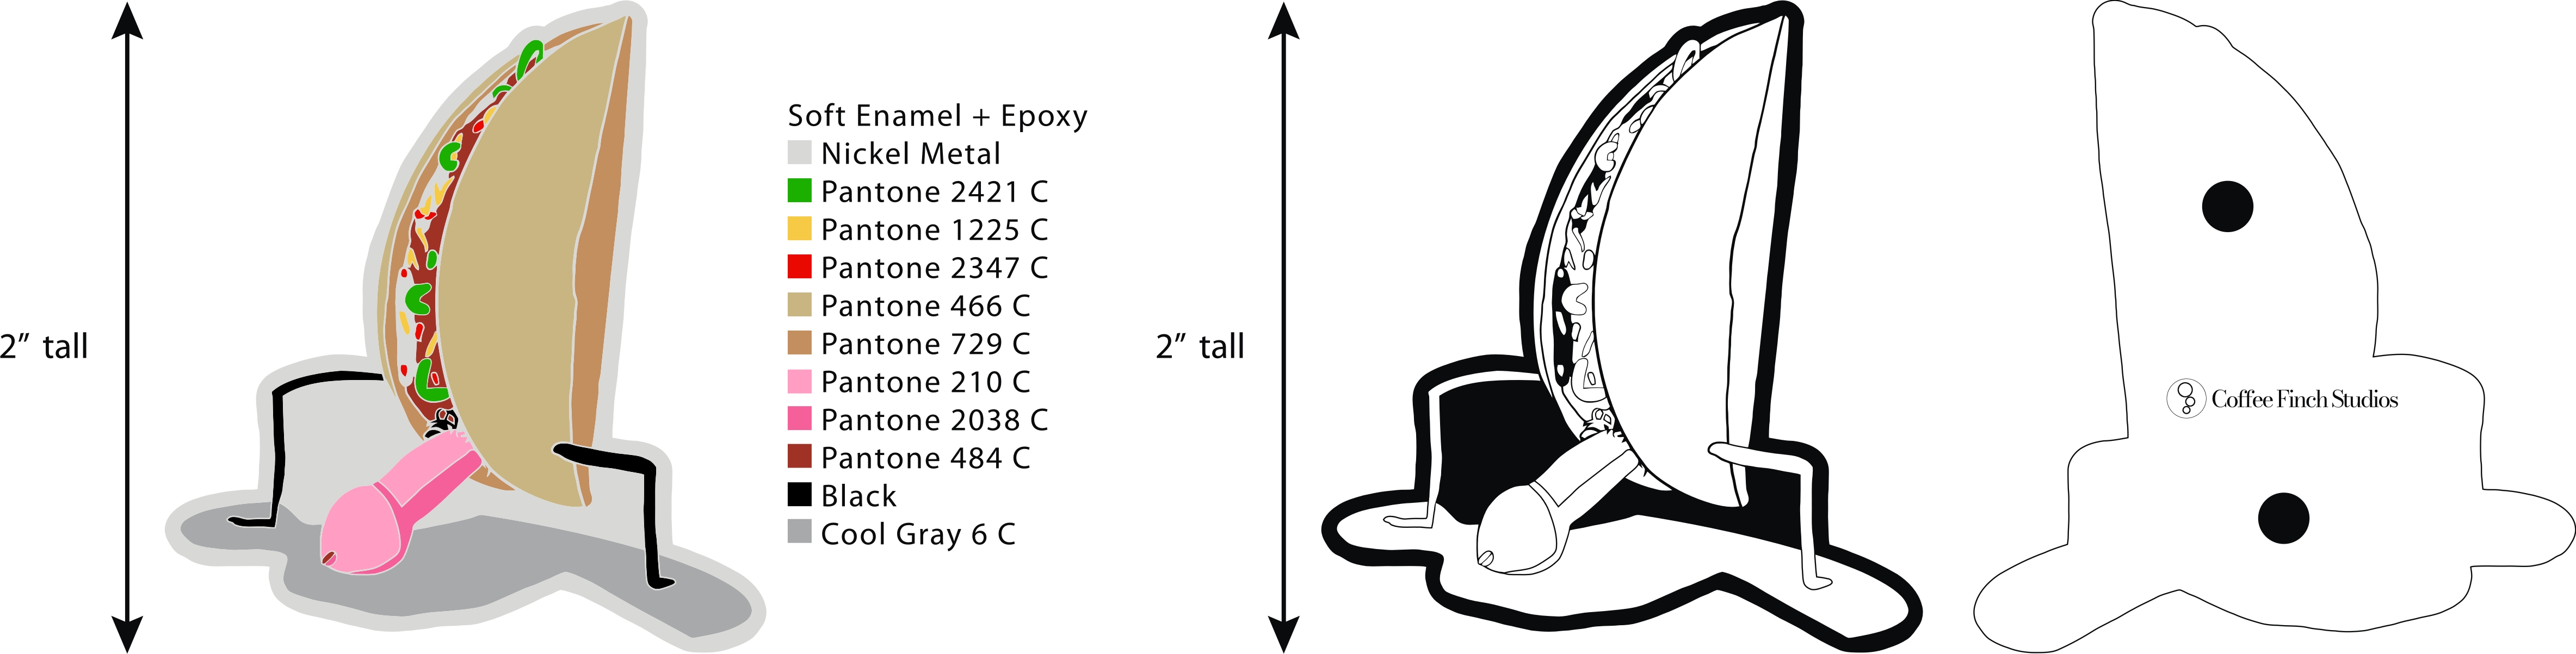 2” tall
Soft Enamel + Epoxy
Nickel Metal
Pantone 2421 C
Pantone 1225 C
Pantone 2347 C
Pantone 466 C
Pantone 729 C
Pantone 210 C
Pantone 2038 C
Pantone 484 C
Black
Cool Gray 6 C
2” tall
Coffee Finch Studios